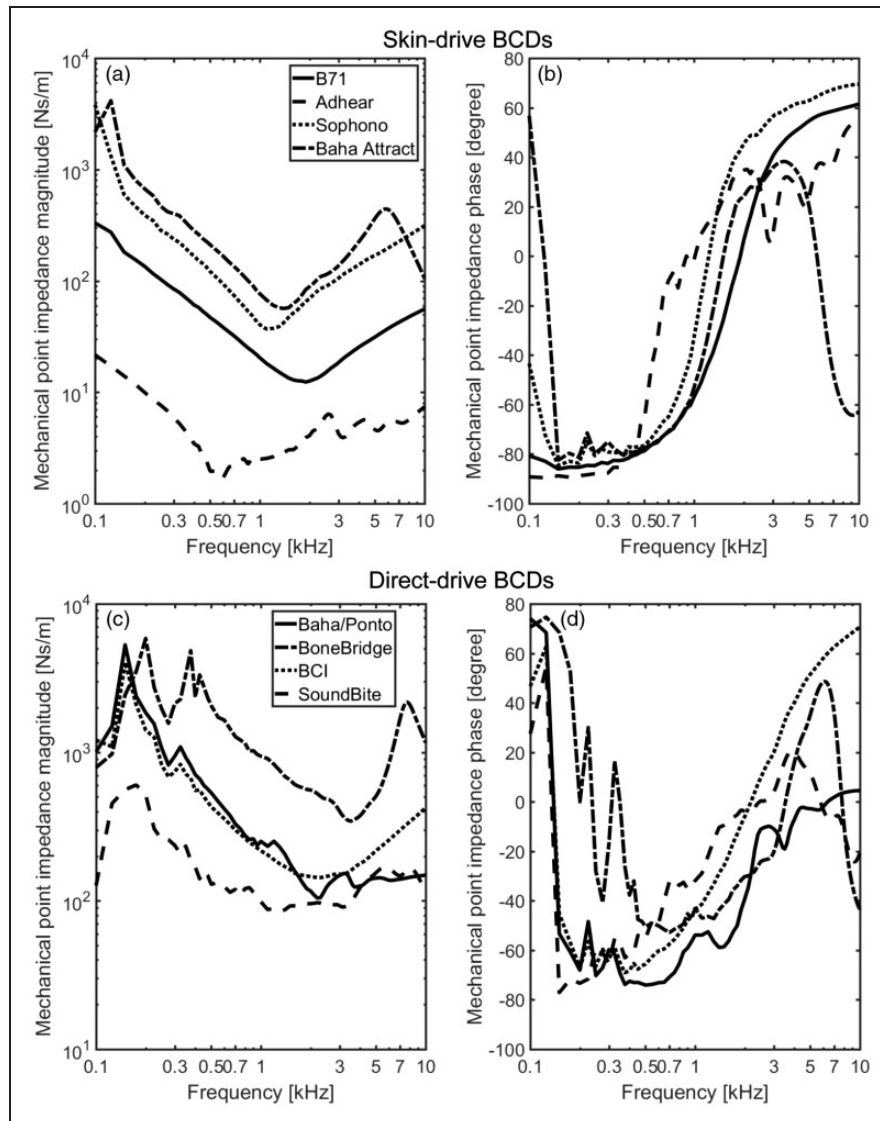 Skin-drive BCDs
(a)
B71
Adhear
Sophono
Baha Attract
Mechanical point impedance magnitude [Ns/m]
10^4
10^3
10^2
10^1
10^0
0.1 0.3 0.50.7 1 3 5 7 10
Frequency [kHz]
(b)
Mechanical point impedance phase [degree]
80
60
40
20
0
-20
-40
-60
-80
-100
0.1 0.3 0.50.7 1 3 5 7 10
Frequency [kHz]
Direct-drive BCDs
(c)
Baha/Ponto
BoneBridge
BCI
SoundBite
Mechanical point impedance magnitude [Ns/m]
10^4
10^3
10^2
10^1
0.1 0.3 0.50.7 1 3 5 7 10
Frequency [kHz]
(d)
Mechanical point impedance phase [degree]
80
60
40
20
0
-20
-40
-60
-80
-100
0.1 0.3 0.50.7 1 3 5 7 10
Frequency [kHz]